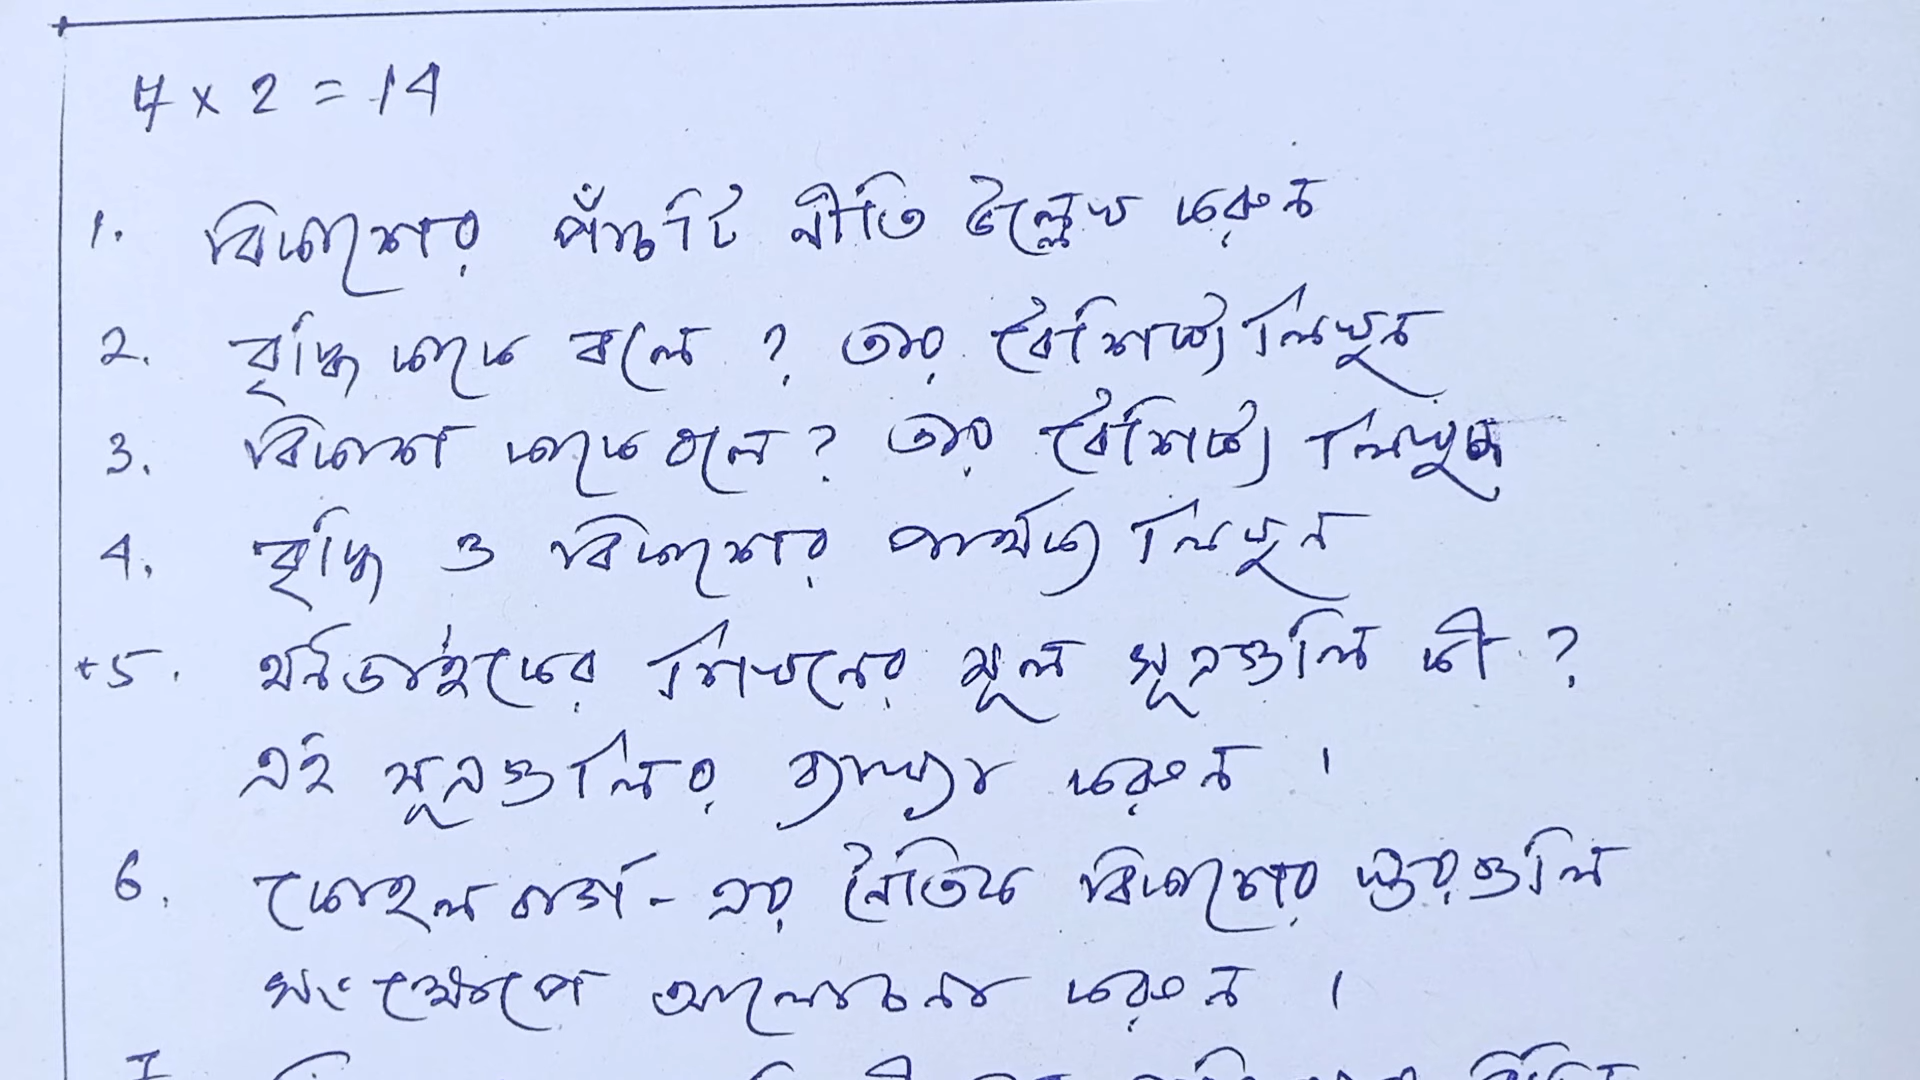 7 × 2 = 14
1. বিকাশের পাঁচটি নীতি উল্লেখ করুন
2. বৃদ্ধি কাকে বলে ? তার বৈশিষ্ট্য লিখুন
3. বিকাশ কাকে বলে ? তার বৈশিষ্ট্য লিখুন
4. বৃদ্ধি ও বিকাশের পার্থক্য লিখুন
*5. থর্নডাইকের শিখনের মূল সূত্রগুলি কী ?
এই সূত্রগুলির ব্যাখ্যা করুন ।
6. কোহলবার্গ - এর নৈতিক বিকাশের স্তরগুলি
সংক্ষেপে আলোচনা করুন ।